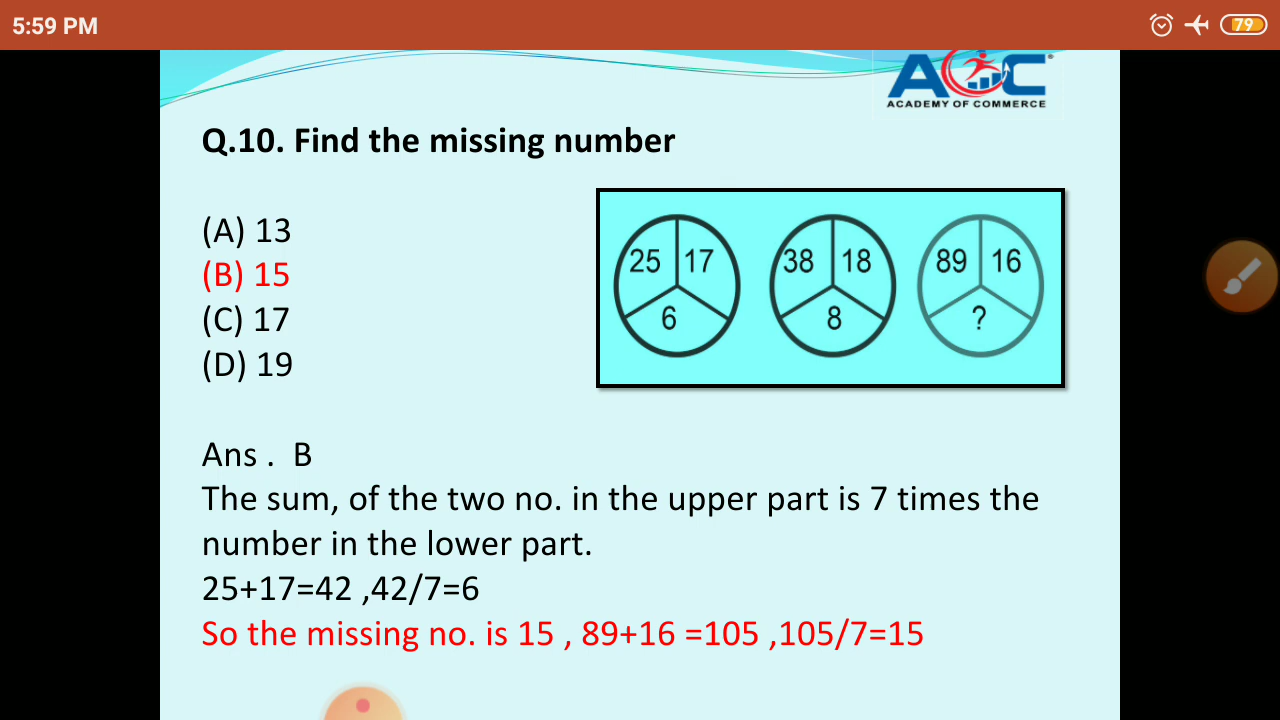 5:59 PM
79
AOC
ACADEMY OF COMMERCE
Q.10. Find the missing number
(A) 13
(B) 15
(C) 17
(D) 19
25 17 38 18 89 16
6 8 ?
Ans . B
The sum, of the two no. in the upper part is 7 times the
number in the lower part.
25+17=42 ,42/7=6
So the missing no. is 15 , 89+16 =105 ,105/7=15